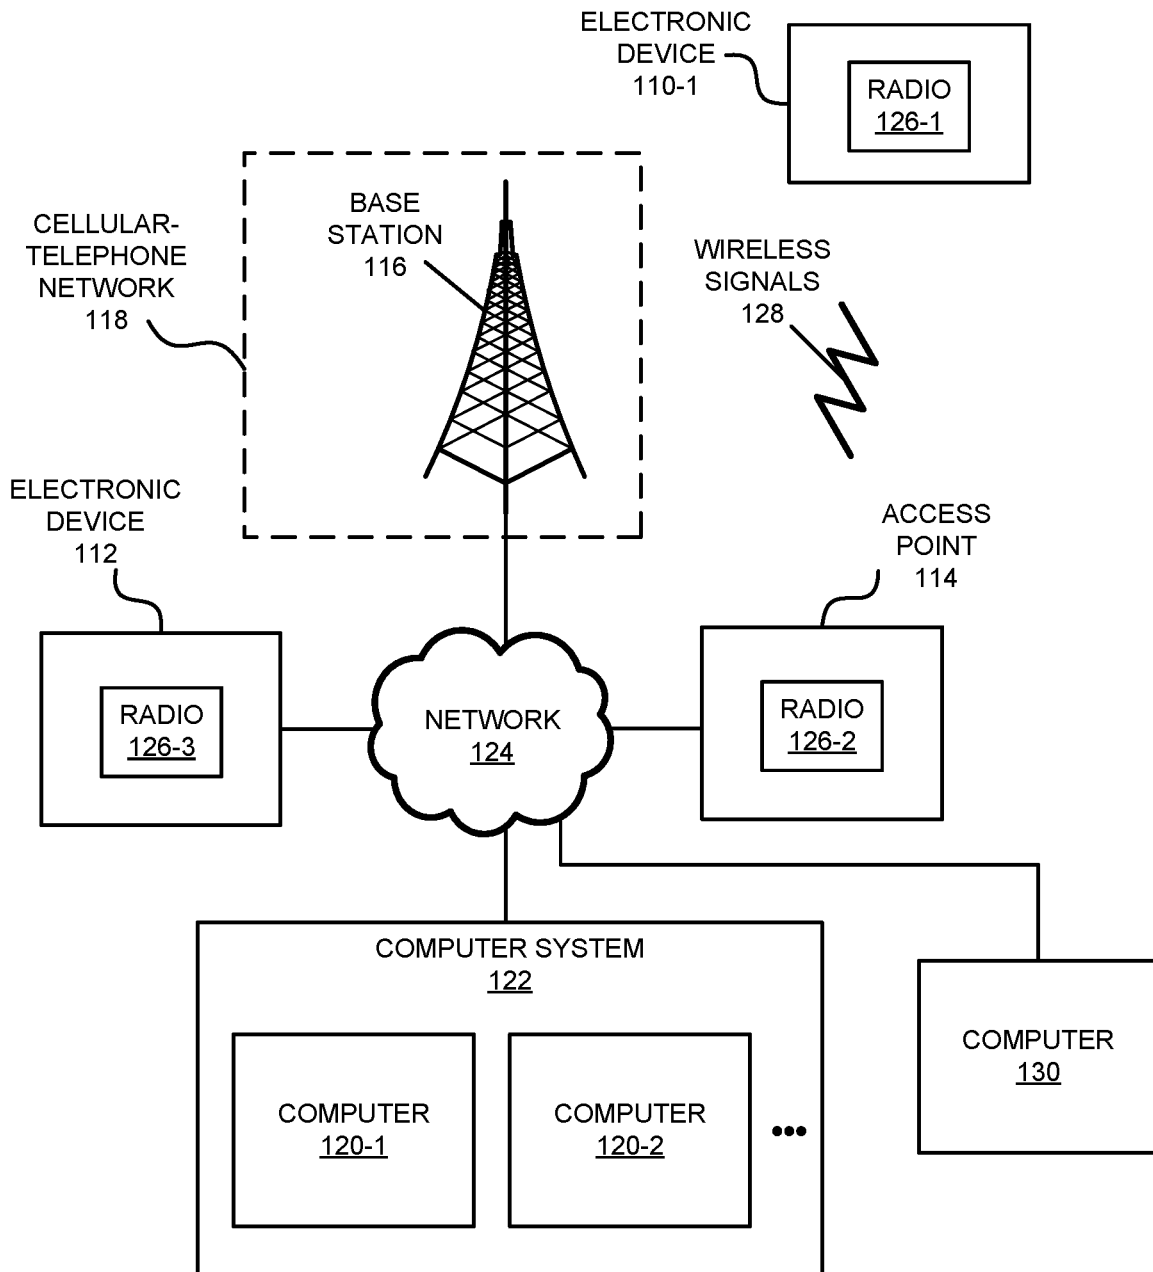 ELECTRONIC
DEVICE
110-1
RADIO
126-1
CELLULAR-
TELEPHONE
NETWORK
118
BASE
STATION
116
WIRELESS
SIGNALS
128
ELECTRONIC
DEVICE
112
ACCESS
POINT
114
RADIO
126-3
NETWORK
124
RADIO
126-2
COMPUTER SYSTEM
122
COMPUTER
120-1
COMPUTER
120-2
•••
COMPUTER
130